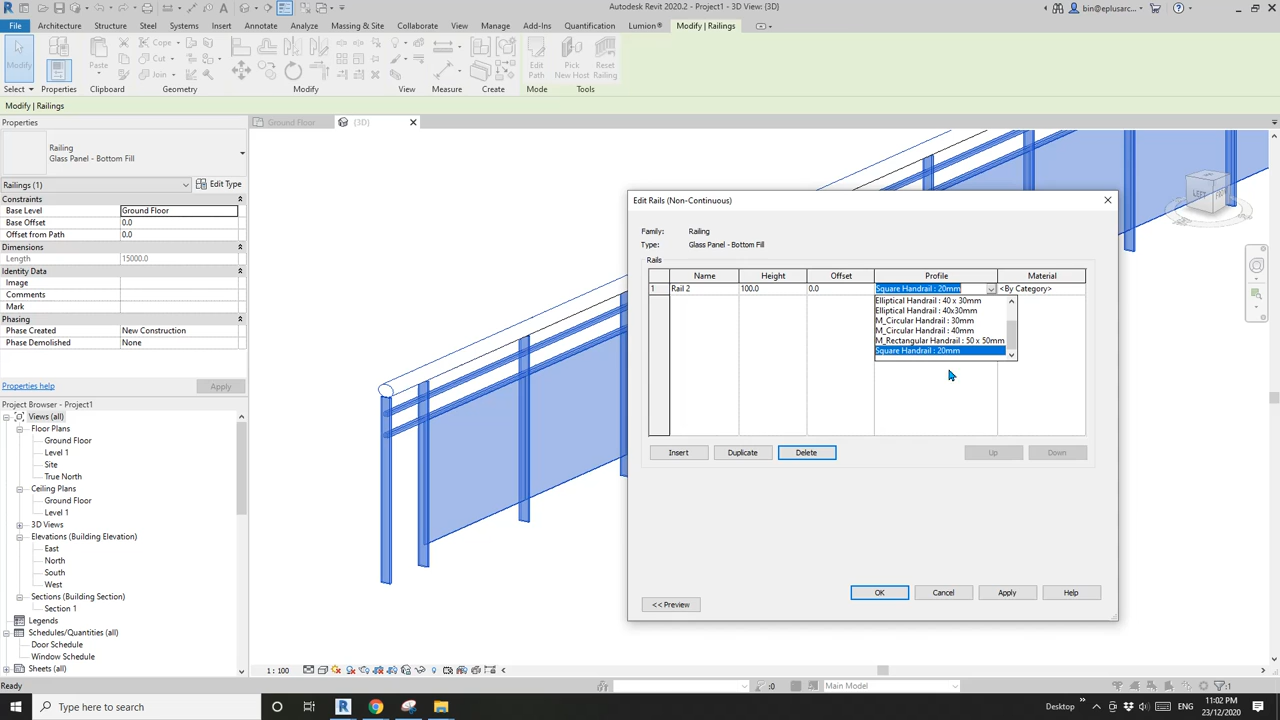 Autodesk Revit 2020.2 - Project1 - 3D View: {3D}
bin@eplusarc...
File Architecture Structure Steel Systems Insert Annotate Analyze Massing & Site Collaborate View Manage Add-Ins Quantification Lumion® Modify | Railings
Modify
Paste
Cope
Cut
Join
Edit Path
Pick New Host
Reset Railing
Select Properties Clipboard Geometry Modify View Measure Create Mode Tools
Modify | Railings
Properties
Ground Floor
{3D}
Railing
Glass Panel - Bottom Fill
Railings (1)
Edit Type
Constraints
Base Level Ground Floor
Base Offset 0.0
Offset from Path 0.0
Dimensions
Length 15000.0
Identity Data
Image
Comments
Mark
Phasing
Phase Created New Construction
Phase Demolished None
Properties help
Apply
Project Browser - Project1
Views (all)
Floor Plans
Ground Floor
Level 1
Site
True North
Ceiling Plans
Ground Floor
Level 1
3D Views
Elevations (Building Elevation)
East
North
South
West
Sections (Building Section)
Section 1
Legends
Schedules/Quantities (all)
Door Schedule
Window Schedule
Sheets (all)
Edit Rails (Non-Continuous)
Family: Railing
Type: Glass Panel - Bottom Fill
Rails
Name Height Offset Profile Material
1 Rail 2 100.0 0.0 Square Handrail : 20mm <By Category>
Elliptical Handrail : 40 x 30mm
Elliptical Handrail : 40x30mm
M_Circular Handrail : 30mm
M_Circular Handrail : 40mm
M_Rectangular Handrail : 50 x 50mm
Square Handrail : 20mm
Insert Duplicate Delete Up Down
OK Cancel Apply Help
<< Preview
1 : 100
Ready
:0
Main Model
:1
Type here to search
Desktop
ENG
11:02 PM
23/12/2020